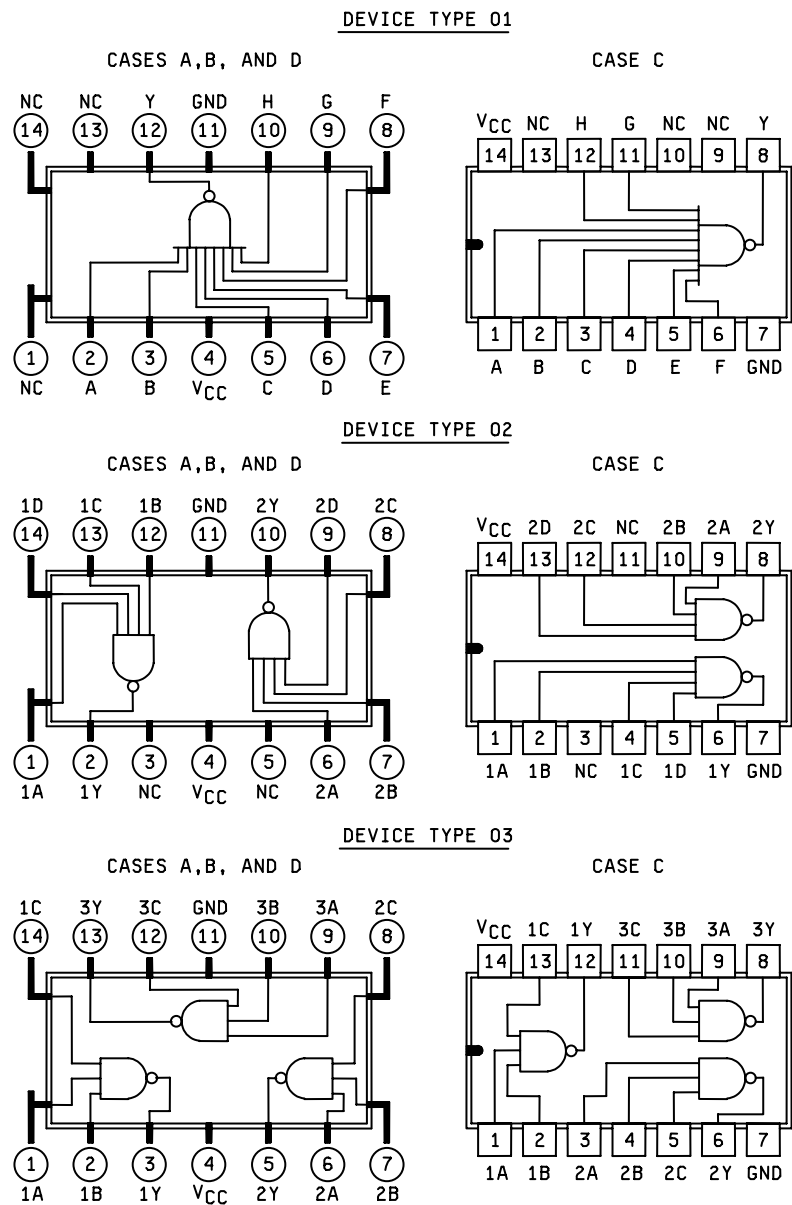 DEVICE TYPE 01
CASES A,B, AND D CASE C
NC NC Y GND H G F
14 13 12 11 10 9 8
VCC NC H G NC NC Y
14 13 12 11 10 9 8
1 2 3 4 5 6 7
A B C D E F GND
1 2 3 4 5 6 7
NC A B VCC C D E
DEVICE TYPE 02
CASES A,B, AND D CASE C
1D 1C 1B GND 2Y 2D 2C
14 13 12 11 10 9 8
VCC 2D 2C NC 2B 2A 2Y
14 13 12 11 10 9 8
1 2 3 4 5 6 7
1A 1B NC 1C 1D 1Y GND
1 2 3 4 5 6 7
1A 1Y NC VCC NC 2A 2B
DEVICE TYPE 03
CASES A,B, AND D CASE C
1C 3Y 3C GND 3B 3A 2C
14 13 12 11 10 9 8
VCC 1C 1Y 3C 3B 3A 3Y
14 13 12 11 10 9 8
1 2 3 4 5 6 7
1A 1B 2A 2B 2C 2Y GND
1 2 3 4 5 6 7
1A 1B 1Y VCC 2Y 2A 2B